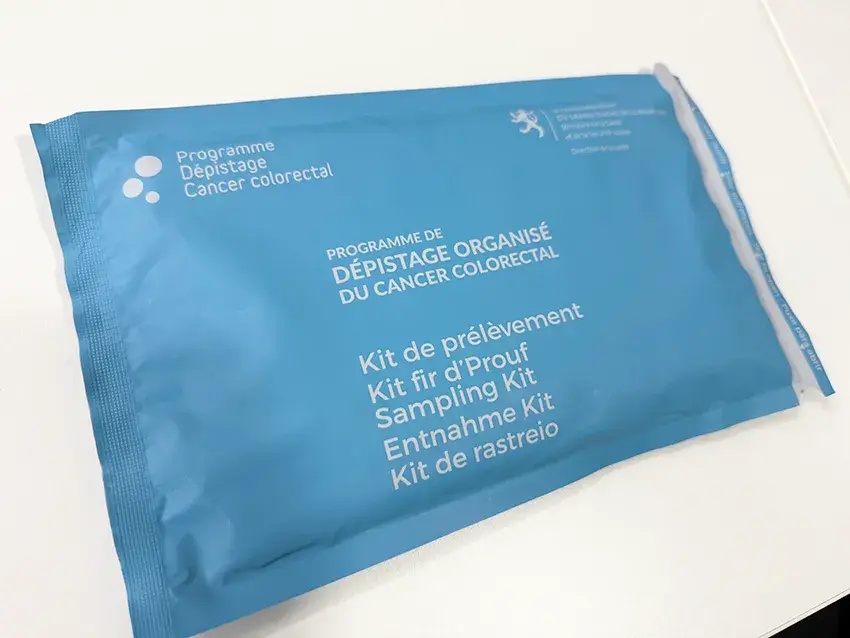 Programme
Dépistage
Cancer colorectal
PROGRAMME DE
DÉPISTAGE ORGANISÉ
DU CANCER COLORECTAL
Kit de prélèvement
Kit fir d'Prouf
Sampling Kit
Entnahme Kit
Kit de rastreio